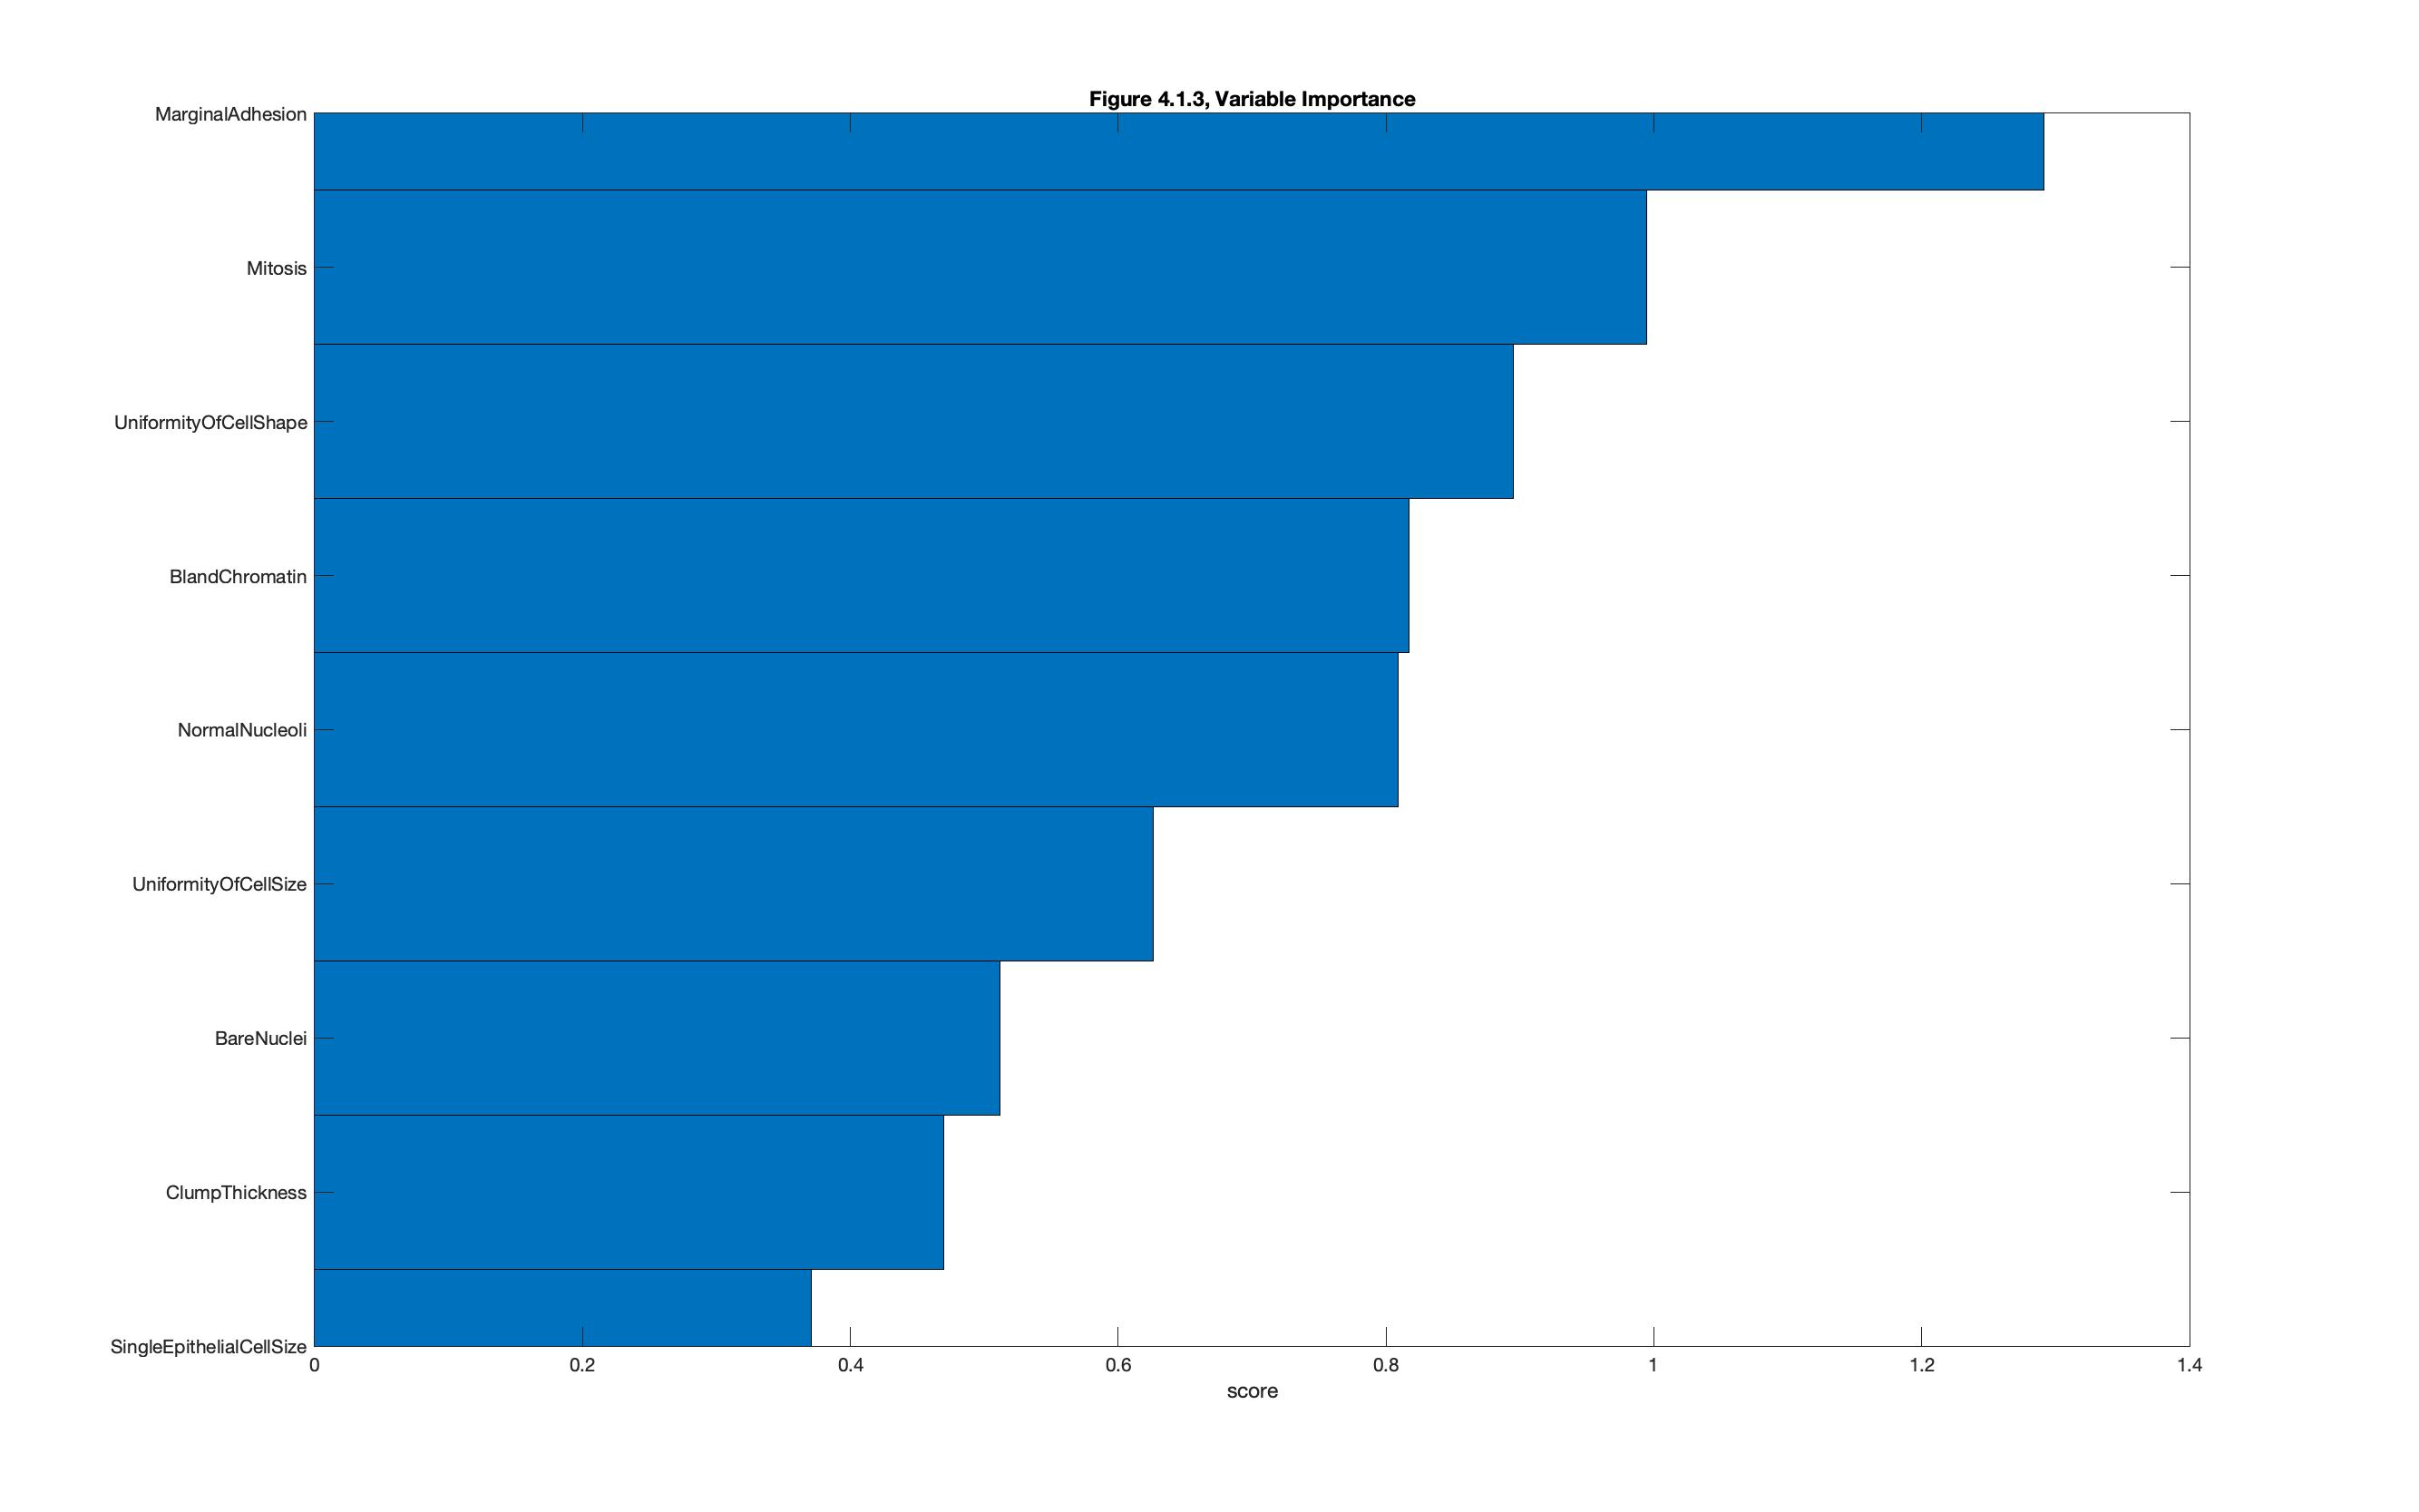 Figure 4.1.3, Variable Importance
MarginalAdhesion
Mitosis
UniformityOfCellShape
BlandChromatin
NormalNucleoli
UniformityOfCellSize
BareNuclei
ClumpThickness
SingleEpithelialCellSize
0 0.2 0.4 0.6 0.8 1 1.2 1.4
score